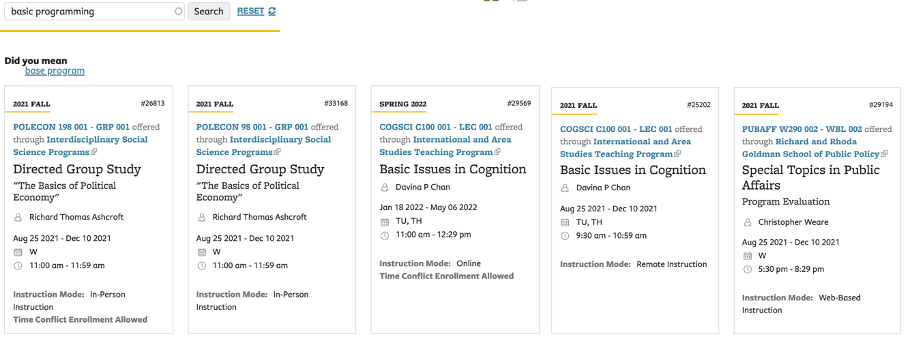 basic programming
Search
RESET
Did you mean
base program
2021 FALL #26813
POLECON 198 001 - GRP 001 offered
through Interdisciplinary Social
Science Programs
Directed Group Study
"The Basics of Political
Economy"
Richard Thomas Ashcroft
Aug 25 2021 - Dec 10 2021
W
11:00 am - 11:59 am
Instruction Mode: In-Person
Instruction
Time Conflict Enrollment Allowed
2021 FALL #33168
POLECON 98 001 - GRP 001 offered
through Interdisciplinary Social
Science Programs
Directed Group Study
"The Basics of Political
Economy"
Richard Thomas Ashcroft
Aug 25 2021 - Dec 10 2021
W
11:00 am - 11:59 am
Instruction Mode: In-Person
Instruction
SPRING 2022 #29569
COGSCI C100 001 - LEC 001 offered
through International and Area
Studies Teaching Program
Basic Issues in Cognition
Davina P Chan
Jan 18 2022 - May 06 2022
TU, TH
11:00 am - 12:29 pm
Instruction Mode: Online
Time Conflict Enrollment Allowed
2021 FALL #25202
COGSCI C100 001 - LEC 001 offered
through International and Area
Studies Teaching Program
Basic Issues in Cognition
Davina P Chan
Aug 25 2021 - Dec 10 2021
TU, TH
9:30 am - 10:59 am
Instruction Mode: Remote Instruction
2021 FALL #29194
PUBAFF W290 002 - WBL 002 offered
through Richard and Rhoda
Goldman School of Public Policy
Special Topics in Public
Affairs
Program Evaluation
Christopher Weare
Aug 25 2021 - Dec 10 2021
W
5:30 pm - 8:29 pm
Instruction Mode: Web-Based
Instruction